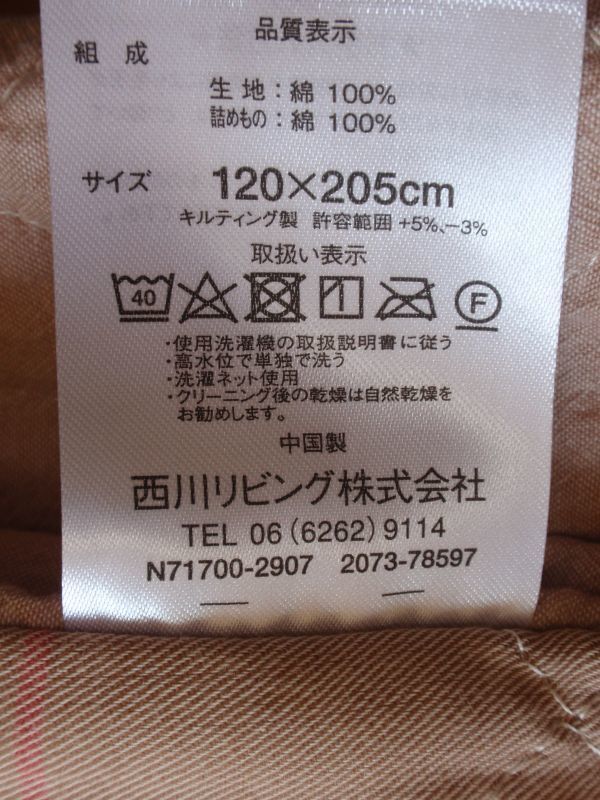 品質表示
組 成
生 地：綿 100%
詰めもの：綿 100%
サイズ 120×205cm
キルティング製 許容範囲 +5%、−3%
取扱い表示
40 F
・使用洗濯機の取扱説明書に従う
・高水位で単独で洗う
・洗濯ネット使用
・クリーニング後の乾燥は自然乾燥を
お勧めします。
中国製
西川リビング株式会社
TEL 06（6262）9114
N71700-2907 2073-78597